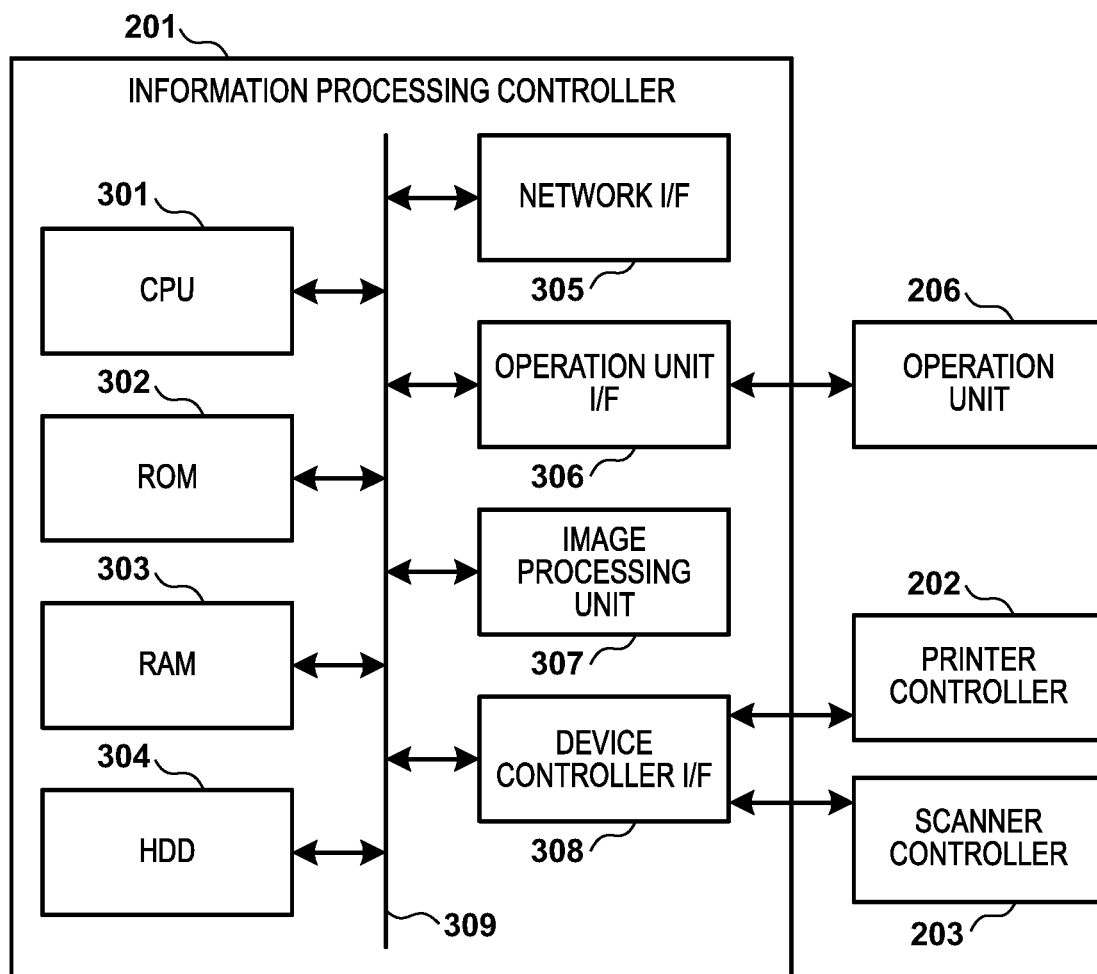 201
INFORMATION PROCESSING CONTROLLER
301
CPU
302
ROM
303
RAM
304
HDD
NETWORK I/F
305
OPERATION UNIT
I/F
306
IMAGE
PROCESSING
UNIT
307
DEVICE
CONTROLLER I/F
308
309
206
OPERATION
UNIT
202
PRINTER
CONTROLLER
SCANNER
CONTROLLER
203